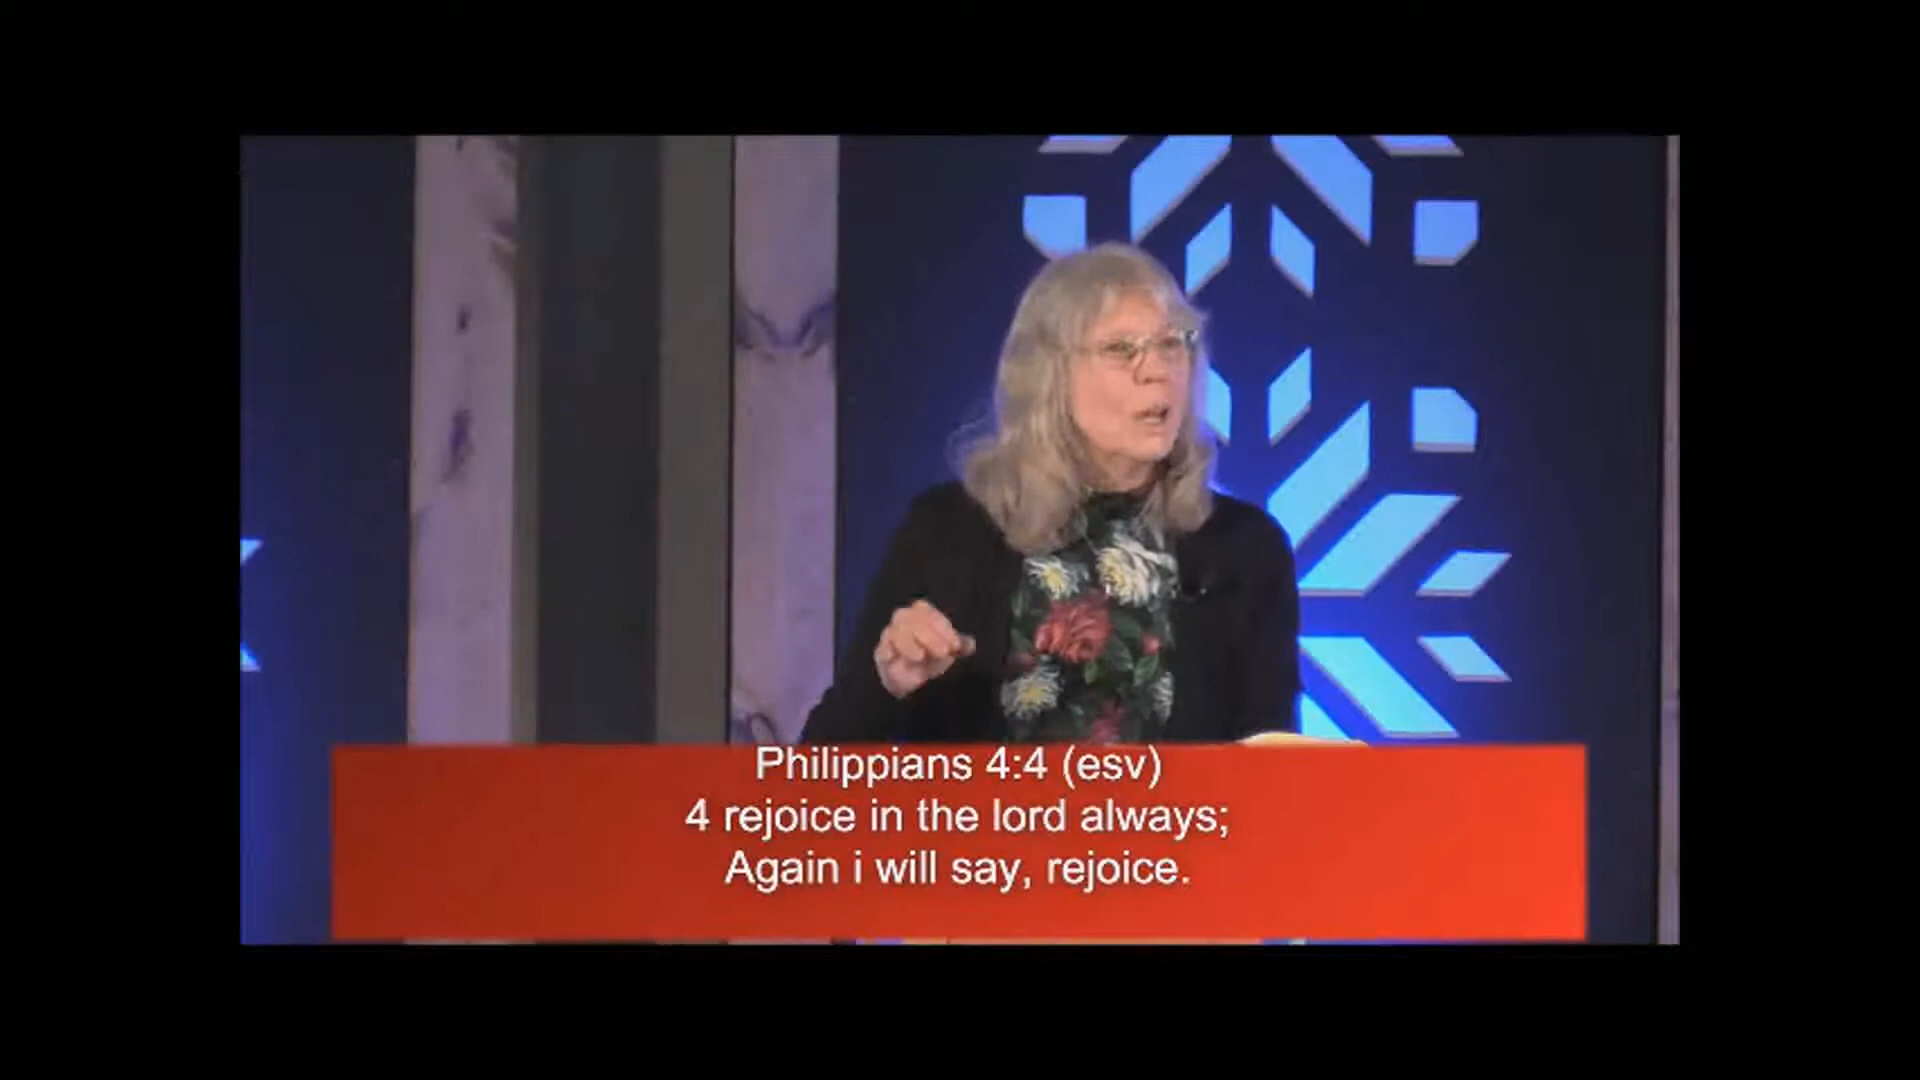 Philippians 4:4 (esv)
4 rejoice in the lord always;
Again i will say, rejoice.